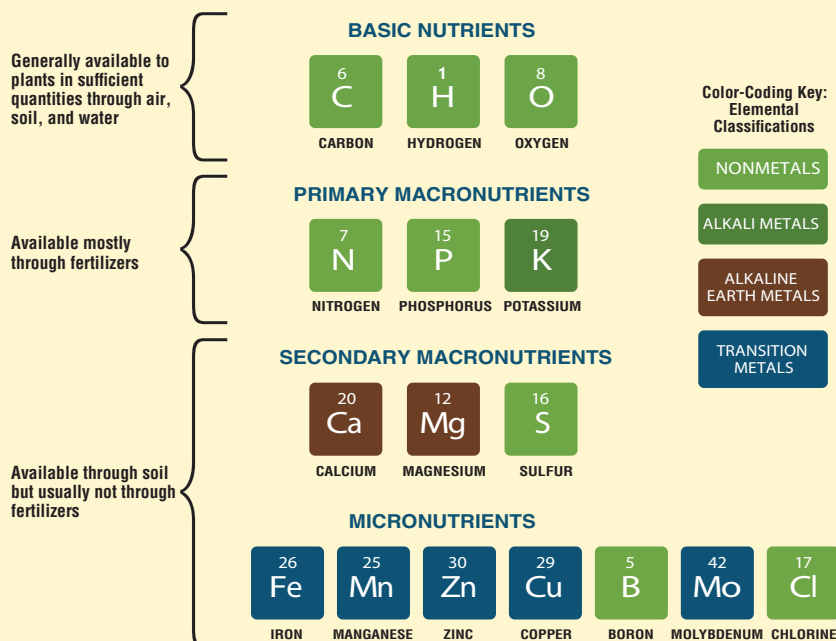 BASIC NUTRIENTS
Generally available to
plants in sufficient
quantities through air,
soil, and water
6
C
CARBON
1
H
HYDROGEN
8
O
OXYGEN
Color-Coding Key:
Elemental
Classifications
NONMETALS
ALKALI METALS
ALKALINE
EARTH METALS
TRANSITION
METALS
PRIMARY MACRONUTRIENTS
Available mostly
through fertilizers
7
N
NITROGEN
15
P
PHOSPHORUS
19
K
POTASSIUM
SECONDARY MACRONUTRIENTS
20
Ca
CALCIUM
12
Mg
MAGNESIUM
16
S
SULFUR
Available through soil
but usually not through
fertilizers
MICRONUTRIENTS
26
Fe
IRON
25
Mn
MANGANESE
30
Zn
ZINC
29
Cu
COPPER
5
B
BORON
42
Mo
MOLYBDENUM
17
Cl
CHLORINE